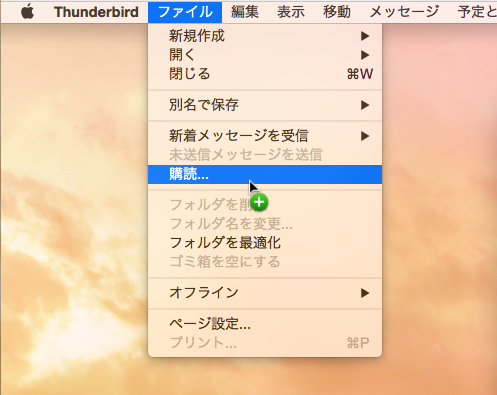 Thunderbird ファイル 編集 表示 移動 メッセージ 予定と
新規作成
開く
閉じる ⌘W
別名で保存
新着メッセージを受信
未送信メッセージを送信
購読...
フォルダを削
フォルダ名を変更...
フォルダを最適化
ゴミ箱を空にする
オフライン
ページ設定...
プリント... ⌘P